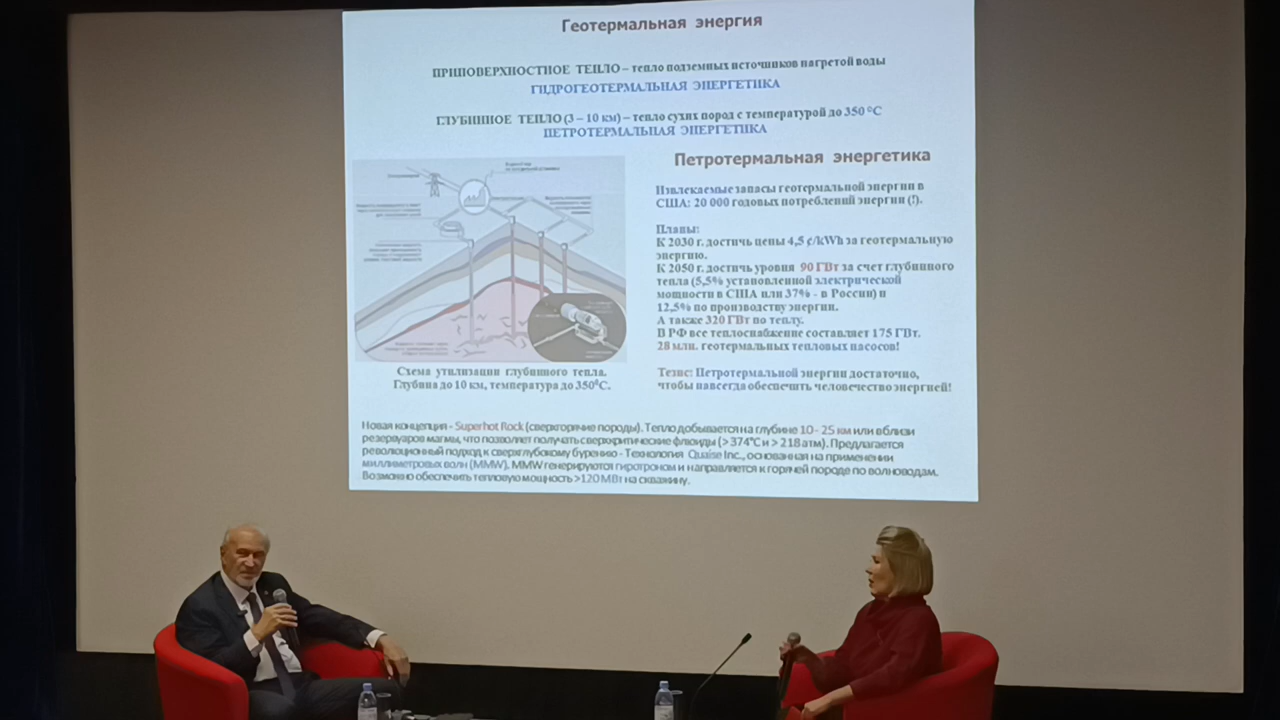 Геотермальная энергия
ПРИПОВЕРХНОСТНОЕ ТЕПЛО – тепло подземных источников нагретой воды
ГИДРОГЕОТЕРМАЛЬНАЯ ЭНЕРГЕТИКА
ГЛУБИННОЕ ТЕПЛО (3 – 10 км) – тепло сухих пород с температурой до 350 °С
ПЕТРОТЕРМАЛЬНАЯ ЭНЕРГЕТИКА
Схема утилизации глубинного тепла.
Глубина до 10 км, температура до 350°С.
Петротермальная энергетика
Извлекаемые запасы геотермальной энергии в
США: 20 000 годовых потреблений энергии (!).
Планы:
К 2030 г. достичь цены 4,5 ¢/kWh за геотермальную
энергию.
К 2050 г. достичь уровня 90 ГВт за счет глубинного
тепла (5,5% установленной электрической
мощности в США или 37% - в России) и
12,5% по производству энергии.
А также 320 ГВт по теплу.
В РФ все теплоснабжение составляет 175 ГВт.
28 млн. геотермальных тепловых насосов!
Тезис: Петротермальной энергии достаточно,
чтобы навсегда обеспечить человечество энергией!
Новая концепция - Superhot Rock (сверхгорячие породы). Тепло добывается на глубине 10 - 25 км или вблизи
резервуаров магмы, что позволяет получать сверхкритические флюиды (> 374°С и > 218 атм). Предлагается
революционный подход к сверхглубокому бурению - Технология Quaise Inc., основанная на применении
миллиметровых волн (MMW). MMW генерируются гиротроном и направляется к горячей породе по волноводам.
Возможно обеспечить тепловую мощность >120 МВт на скважину.